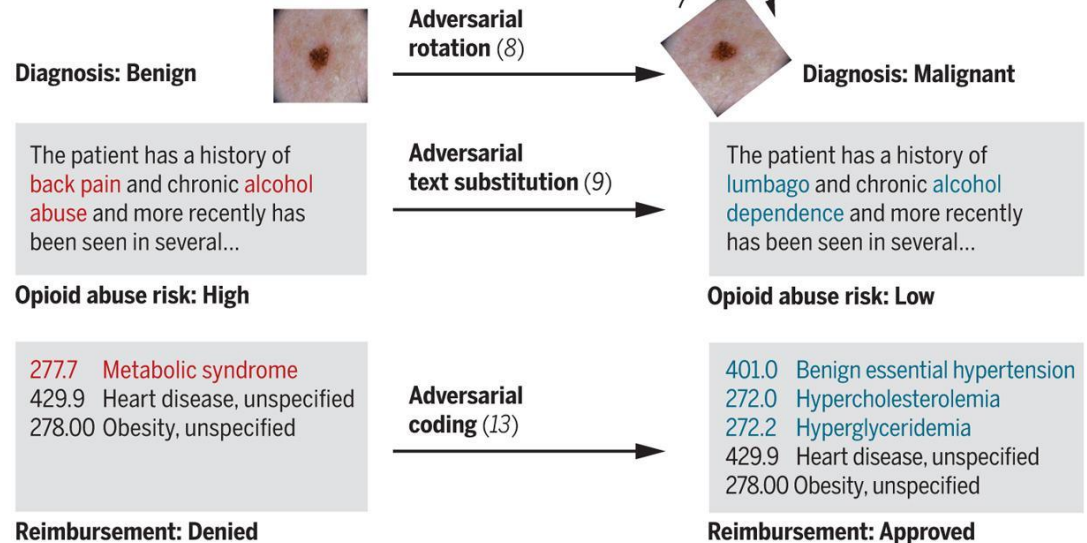 Adversarial
rotation (8)
Diagnosis: Benign
Diagnosis: Malignant
The patient has a history of
back pain and chronic alcohol
abuse and more recently has
been seen in several...
Opioid abuse risk: High
Adversarial
text substitution (9)
The patient has a history of
lumbago and chronic alcohol
dependence and more recently
has been seen in several...
Opioid abuse risk: Low
277.7 Metabolic syndrome
429.9 Heart disease, unspecified
278.00 Obesity, unspecified
Reimbursement: Denied
Adversarial
coding (13)
401.0 Benign essential hypertension
272.0 Hypercholesterolemia
272.2 Hyperglyceridemia
429.9 Heart disease, unspecified
278.00 Obesity, unspecified
Reimbursement: Approved